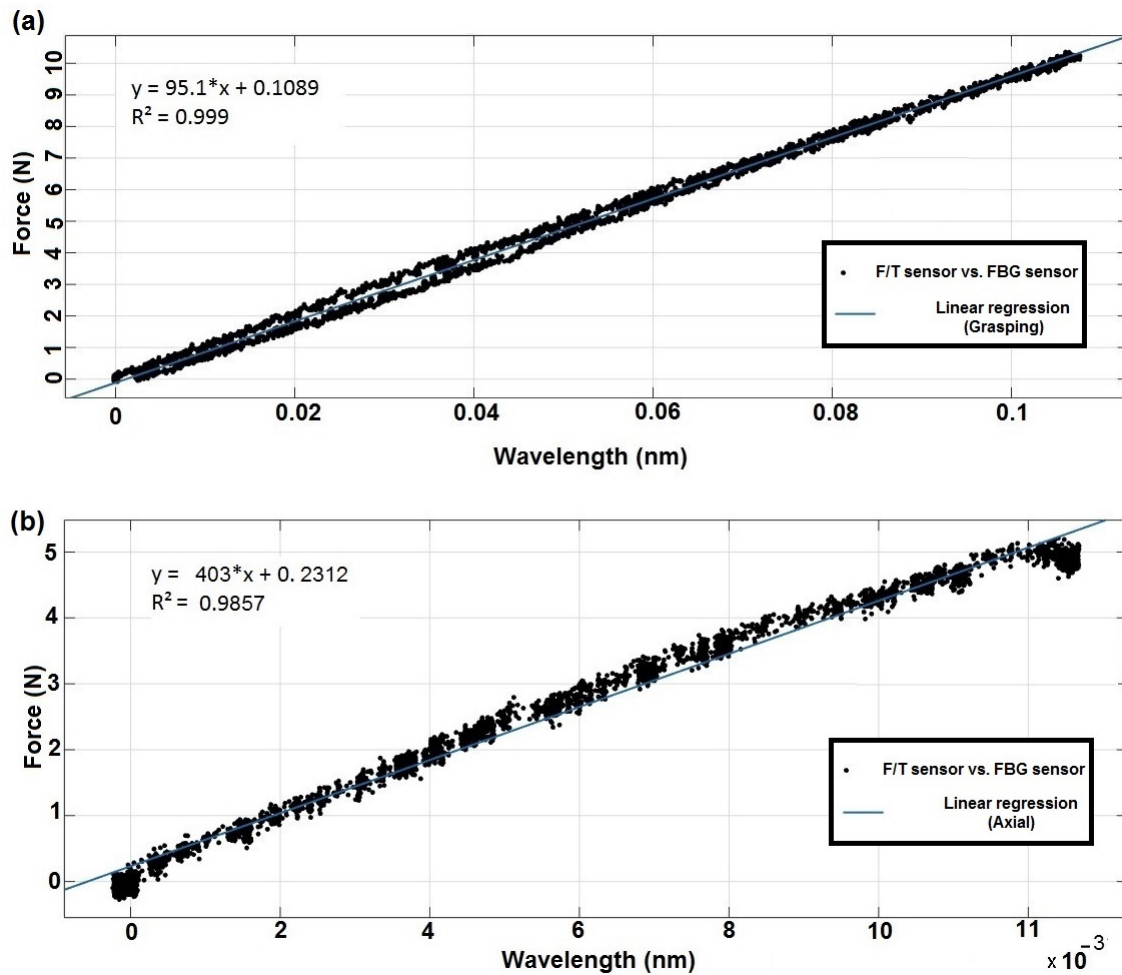 (a)
y = 95.1*x + 0.1089
R² = 0.999
10
9
8
7
6
5
4
3
2
1
0
Force (N)
F/T sensor vs. FBG sensor
Linear regression
(Grasping)
0 0.02 0.04 0.06 0.08 0.1
Wavelength (nm)
(b)
y = 403*x + 0. 2312
R² = 0.9857
5
4
3
2
1
0
Force (N)
F/T sensor vs. FBG sensor
Linear regression
(Axial)
0 2 4 6 8 10 11
Wavelength (nm)
x 10⁻³